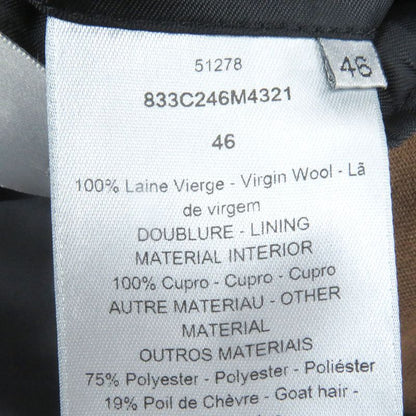 51278
46
833C246M4321
46
100% Laine Vierge - Virgin Wool - Lã
de virgem
DOUBLURE - LINING
MATERIAL INTERIOR
100% Cupro - Cupro - Cupro
AUTRE MATERIAU - OTHER
MATERIAL
OUTROS MATERIAIS
75% Polyester - Polyester - Poliéster
19% Poil de Chèvre - Goat hair -